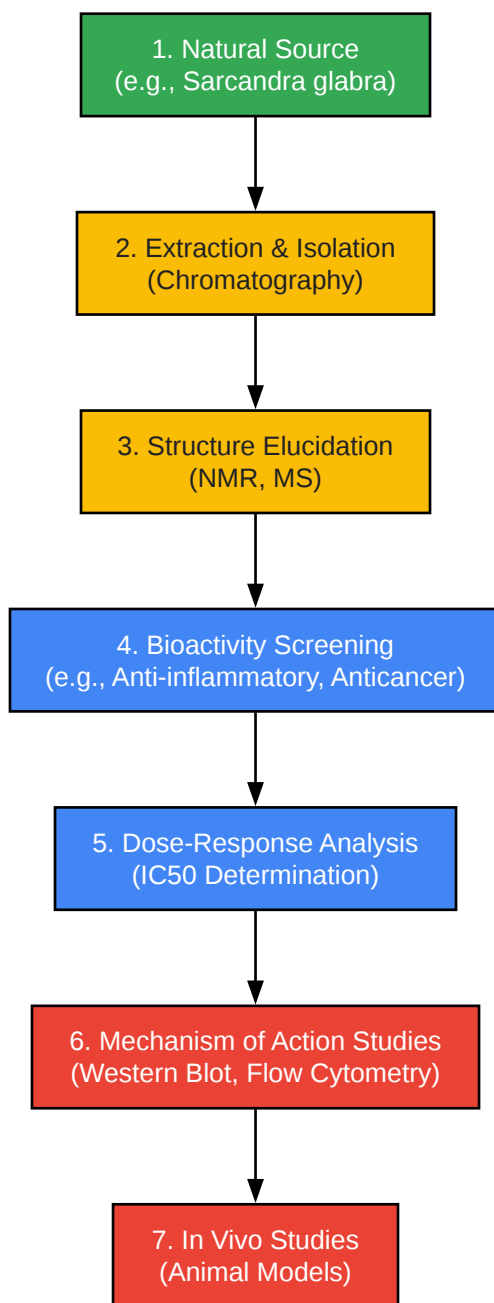 1. Natural Source
(e.g., Sarcandra glabra)
2. Extraction & Isolation
(Chromatography)
3. Structure Elucidation
(NMR, MS)
4. Bioactivity Screening
(e.g., Anti-inflammatory, Anticancer)
5. Dose-Response Analysis
(IC50 Determination)
6. Mechanism of Action Studies
(Western Blot, Flow Cytometry)
7. In Vivo Studies
(Animal Models)